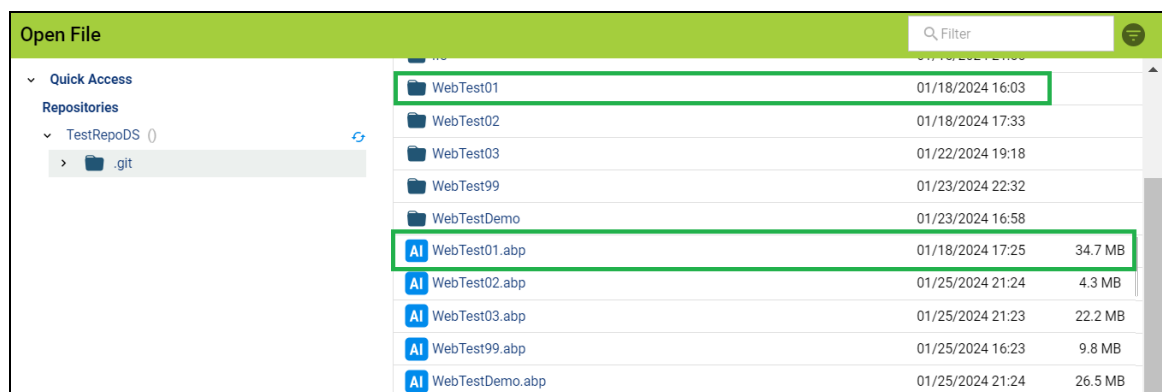 Open File
Filter
Quick Access
Repositories
TestRepoDS ()
.git
WebTest01 01/18/2024 16:03
WebTest02 01/18/2024 17:33
WebTest03 01/22/2024 19:18
WebTest99 01/23/2024 22:32
WebTestDemo 01/23/2024 16:58
AI WebTest01.abp 01/18/2024 17:25 34.7 MB
AI WebTest02.abp 01/25/2024 21:24 4.3 MB
AI WebTest03.abp 01/25/2024 21:23 22.2 MB
AI WebTest99.abp 01/25/2024 16:23 9.8 MB
AI WebTestDemo.abp 01/25/2024 21:24 26.5 MB